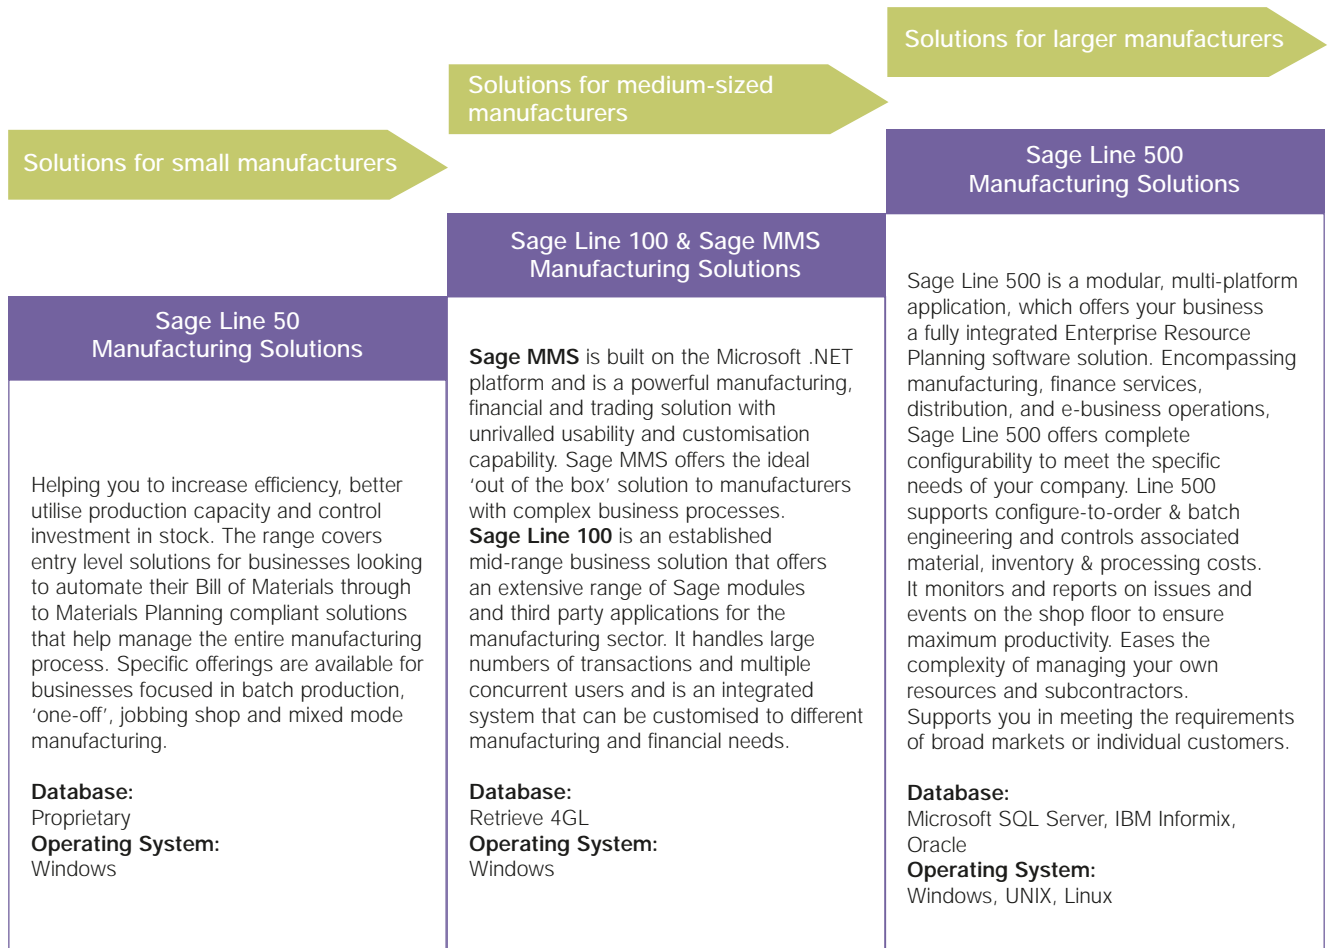 Solutions for small manufacturers
Sage Line 50
Manufacturing Solutions
Helping you to increase efficiency, better
utilise production capacity and control
investment in stock. The range covers
entry level solutions for businesses looking
to automate their Bill of Materials through
to Materials Planning compliant solutions
that help manage the entire manufacturing
process. Specific offerings are available for
businesses focused in batch production,
‘one-off’, jobbing shop and mixed mode
manufacturing.
Database:
Proprietary
Operating System:
Windows
Solutions for medium-sized
manufacturers
Sage Line 100 & Sage MMS
Manufacturing Solutions
Sage MMS is built on the Microsoft .NET
platform and is a powerful manufacturing,
financial and trading solution with
unrivalled usability and customisation
capability. Sage MMS offers the ideal
‘out of the box’ solution to manufacturers
with complex business processes.
Sage Line 100 is an established
mid-range business solution that offers
an extensive range of Sage modules
and third party applications for the
manufacturing sector. It handles large
numbers of transactions and multiple
concurrent users and is an integrated
system that can be customised to different
manufacturing and financial needs.
Database:
Retrieve 4GL
Operating System:
Windows
Solutions for larger manufacturers
Sage Line 500
Manufacturing Solutions
Sage Line 500 is a modular, multi-platform
application, which offers your business
a fully integrated Enterprise Resource
Planning software solution. Encompassing
manufacturing, finance services,
distribution, and e-business operations,
Sage Line 500 offers complete
configurability to meet the specific
needs of your company. Line 500
supports configure-to-order & batch
engineering and controls associated
material, inventory & processing costs.
It monitors and reports on issues and
events on the shop floor to ensure
maximum productivity. Eases the
complexity of managing your own
resources and subcontractors.
Supports you in meeting the requirements
of broad markets or individual customers.
Database:
Microsoft SQL Server, IBM Informix,
Oracle
Operating System:
Windows, UNIX, Linux